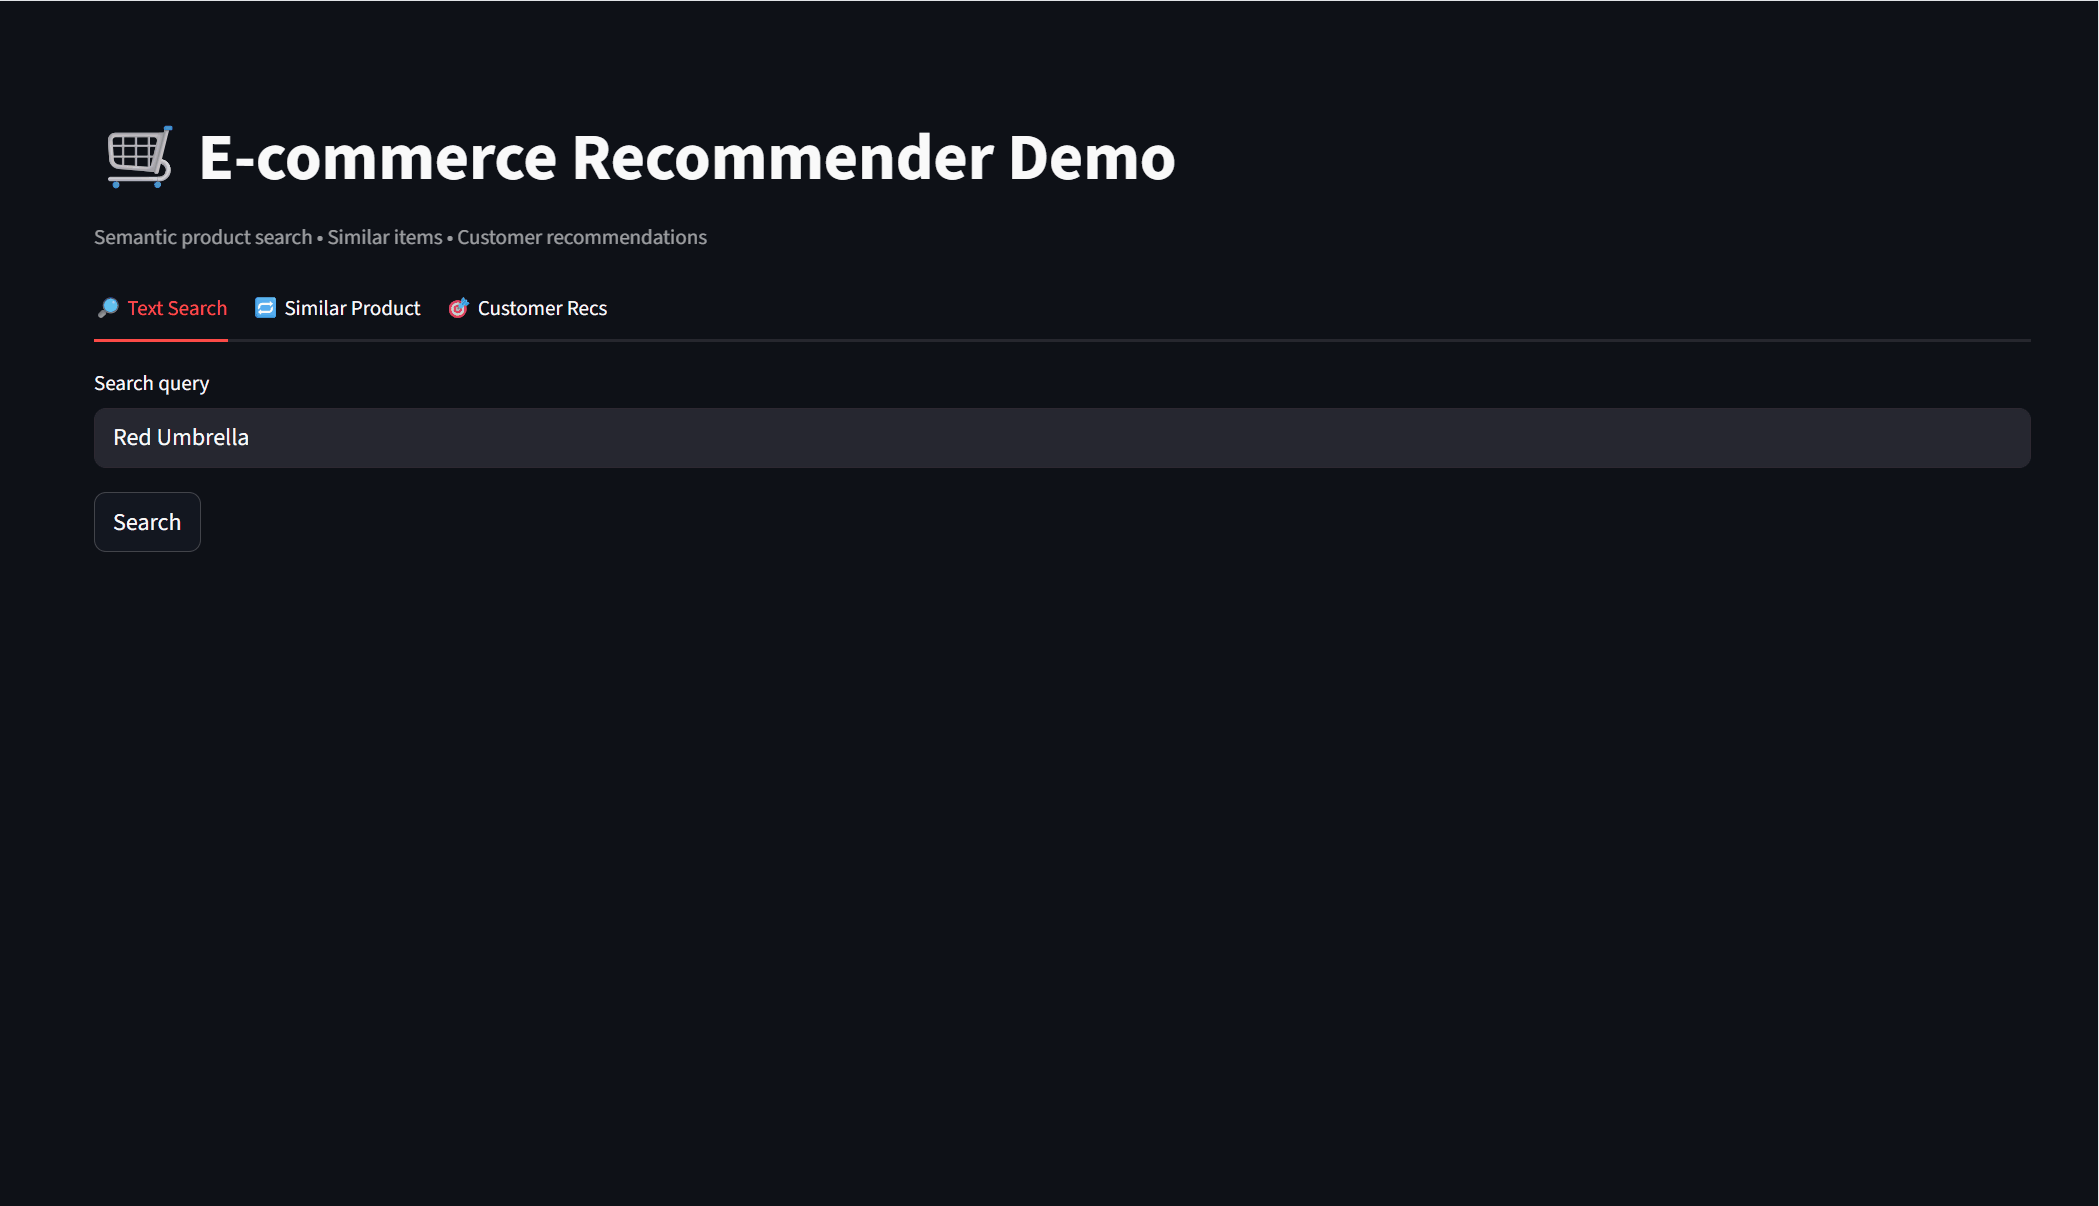 E-commerce Recommender Demo
Semantic product search • Similar items • Customer recommendations
Text Search Similar Product Customer Recs
Search query
Red Umbrella
Search